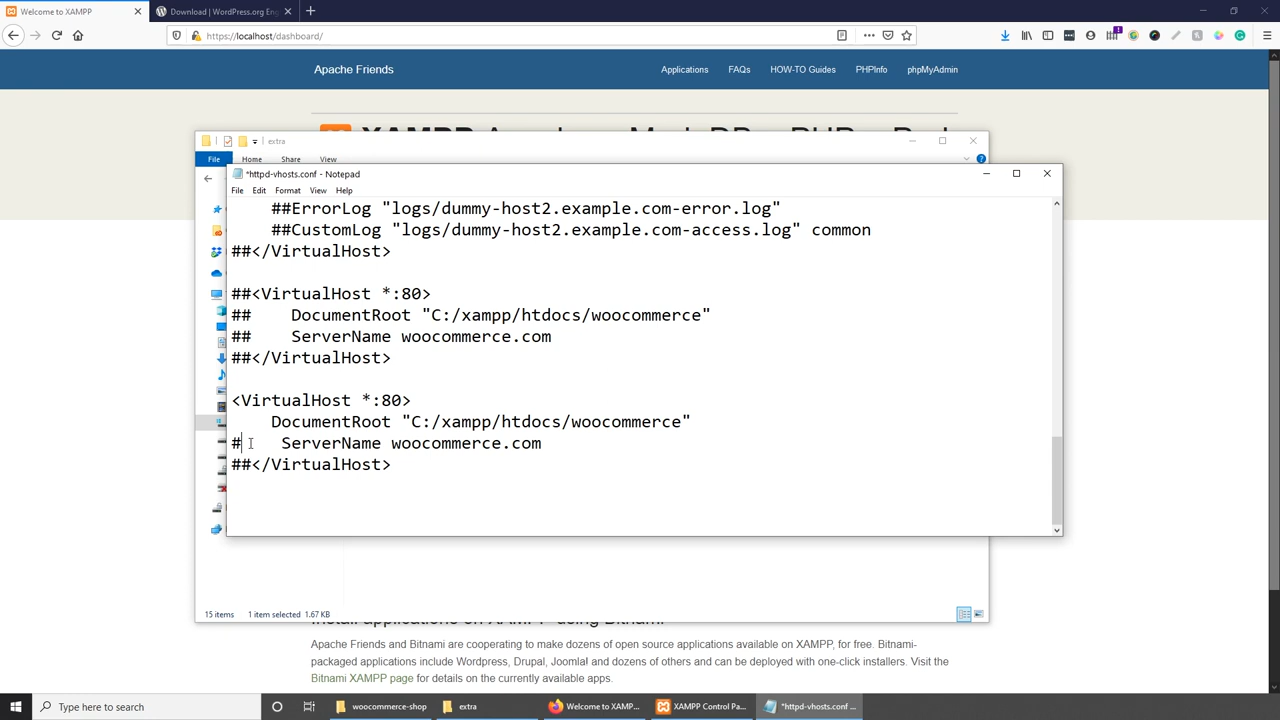 Welcome to XAMPP
Download | WordPress.org Eng
https://localhost/dashboard/
1
Apache Friends
Applications
FAQs
HOW-TO Guides
PHPInfo
phpMyAdmin
extra
File
Home
Share
View
*httpd-vhosts.conf - Notepad
File
Edit
Format
View
Help
##ErrorLog "logs/dummy-host2.example.com-error.log"
##CustomLog "logs/dummy-host2.example.com-access.log" common
##</VirtualHost>
##<VirtualHost *:80>
## DocumentRoot "C:/xampp/htdocs/woocommerce"
## ServerName woocommerce.com
##</VirtualHost>
<VirtualHost *:80>
DocumentRoot "C:/xampp/htdocs/woocommerce"
# ServerName woocommerce.com
##</VirtualHost>
15 items
1 item selected 1.67 KB
Apache Friends and Bitnami are cooperating to make dozens of open source applications available on XAMPP, for free. Bitnami-
packaged applications include Wordpress, Drupal, Joomla! and dozens of others and can be deployed with one-click installers. Visit the
Bitnami XAMPP page for details on the currently available apps.
Type here to search
woocommerce-shop
extra
Welcome to XAMP...
XAMPP Control Pa...
*httpd-vhosts.conf ...